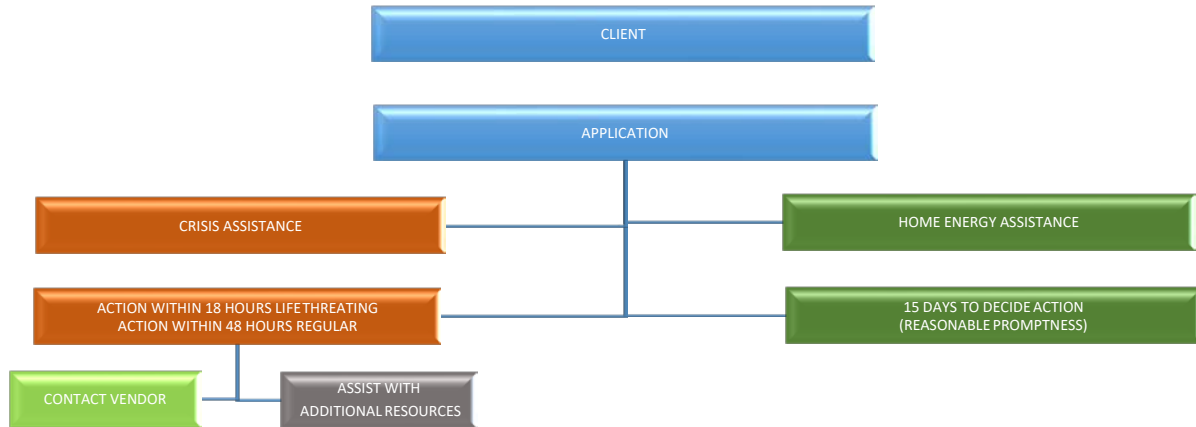 CLIENT
APPLICATION
CRISIS ASSISTANCE
HOME ENERGY ASSISTANCE
ACTION WITHIN 18 HOURS LIFETHREATING
ACTION WITHIN 48 HOURS REGULAR
15 DAYS TO DECIDE ACTION
(REASONABLE PROMPTNESS)
CONTACT VENDOR
ASSIST WITH
ADDITIONAL RESOURCES